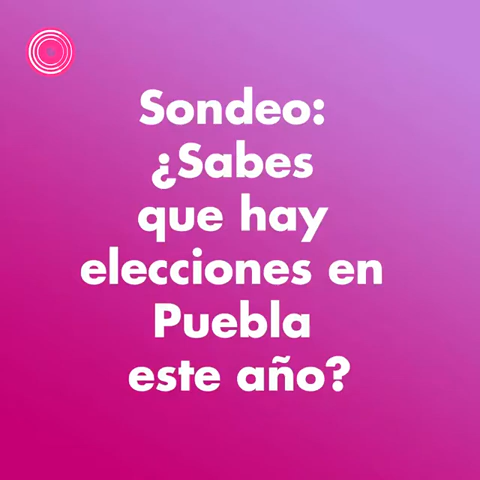 Sondeo:
¿Sabes
que hay
elecciones en
Puebla
este año?